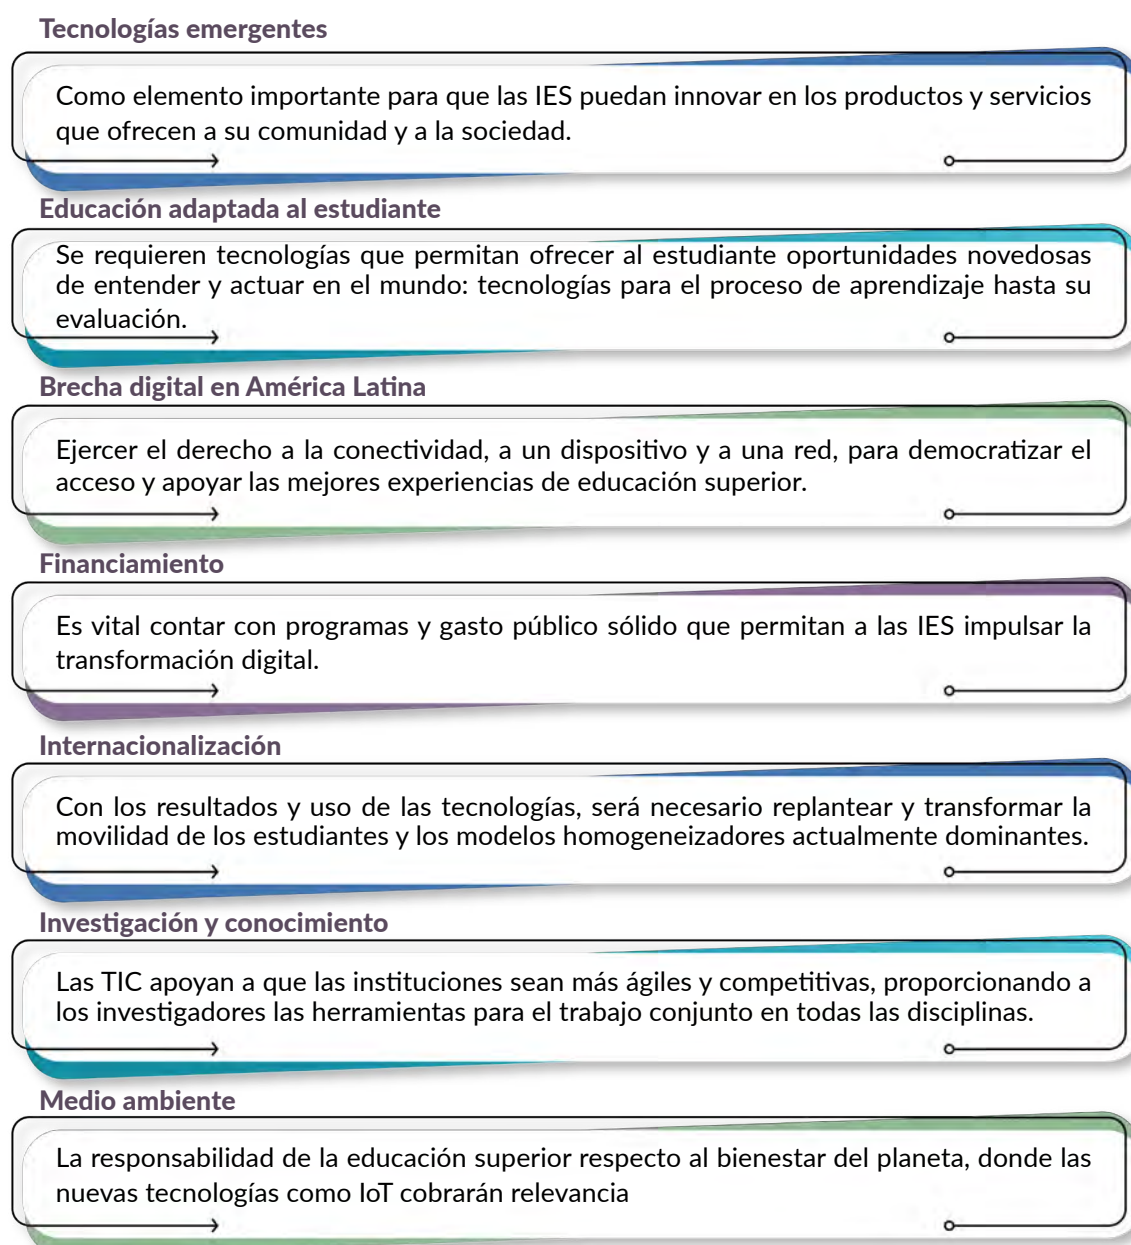 Tecnologías emergentes
Como elemento importante para que las IES puedan innovar en los productos y servicios
que ofrecen a su comunidad y a la sociedad.
Educación adaptada al estudiante
Se requieren tecnologías que permitan ofrecer al estudiante oportunidades novedosas
de entender y actuar en el mundo: tecnologías para el proceso de aprendizaje hasta su
evaluación.
Brecha digital en América Latina
Ejercer el derecho a la conectividad, a un dispositivo y a una red, para democratizar el
acceso y apoyar las mejores experiencias de educación superior.
Financiamiento
Es vital contar con programas y gasto público sólido que permitan a las IES impulsar la
transformación digital.
Internacionalización
Con los resultados y uso de las tecnologías, será necesario replantear y transformar la
movilidad de los estudiantes y los modelos homogeneizadores actualmente dominantes.
Investigación y conocimiento
Las TIC apoyan a que las instituciones sean más ágiles y competitivas, proporcionando a
los investigadores las herramientas para el trabajo conjunto en todas las disciplinas.
Medio ambiente
La responsabilidad de la educación superior respecto al bienestar del planeta, donde las
nuevas tecnologías como IoT cobrarán relevancia